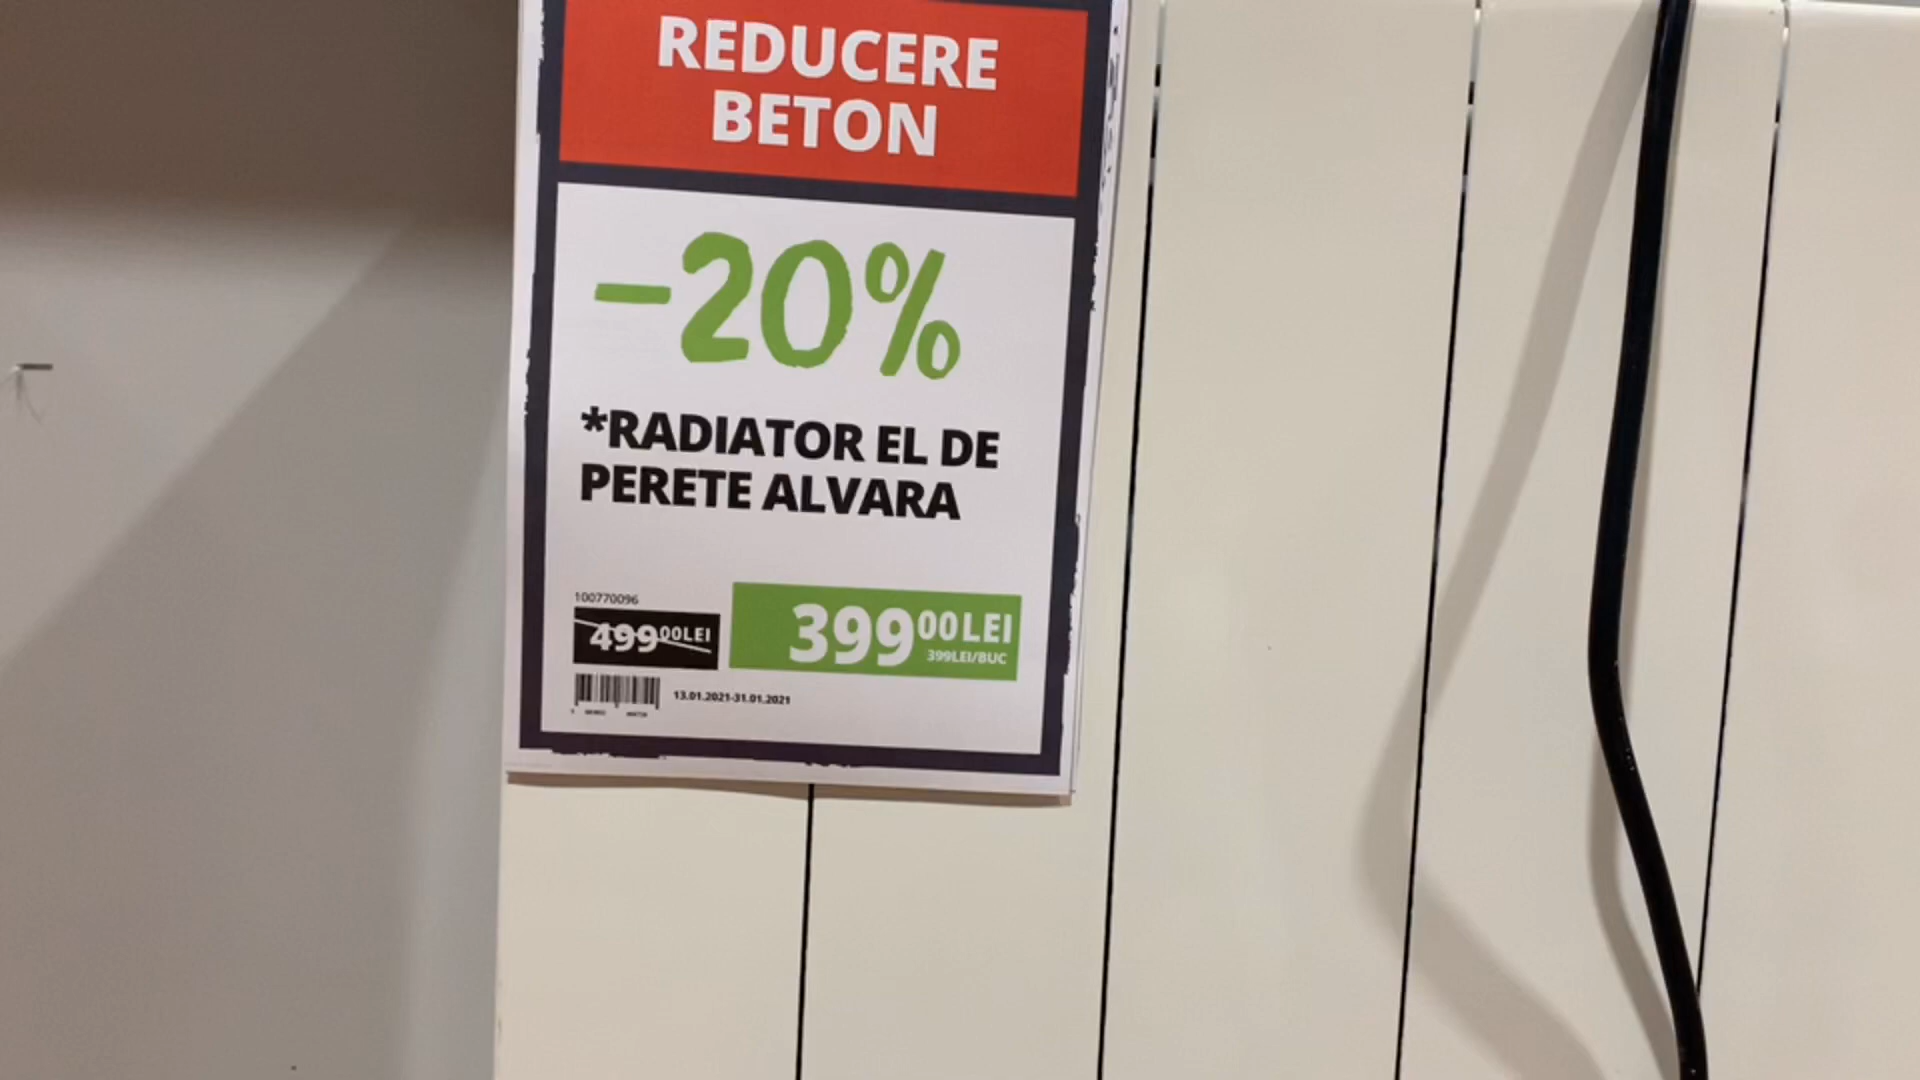 REDUCERE
BETON
-20%
*RADIATOR EL DE
PERETE ALVARA
100770096
49900LEI
39900LEI
399LEI/BUC
13.01.2021-31.01.2021